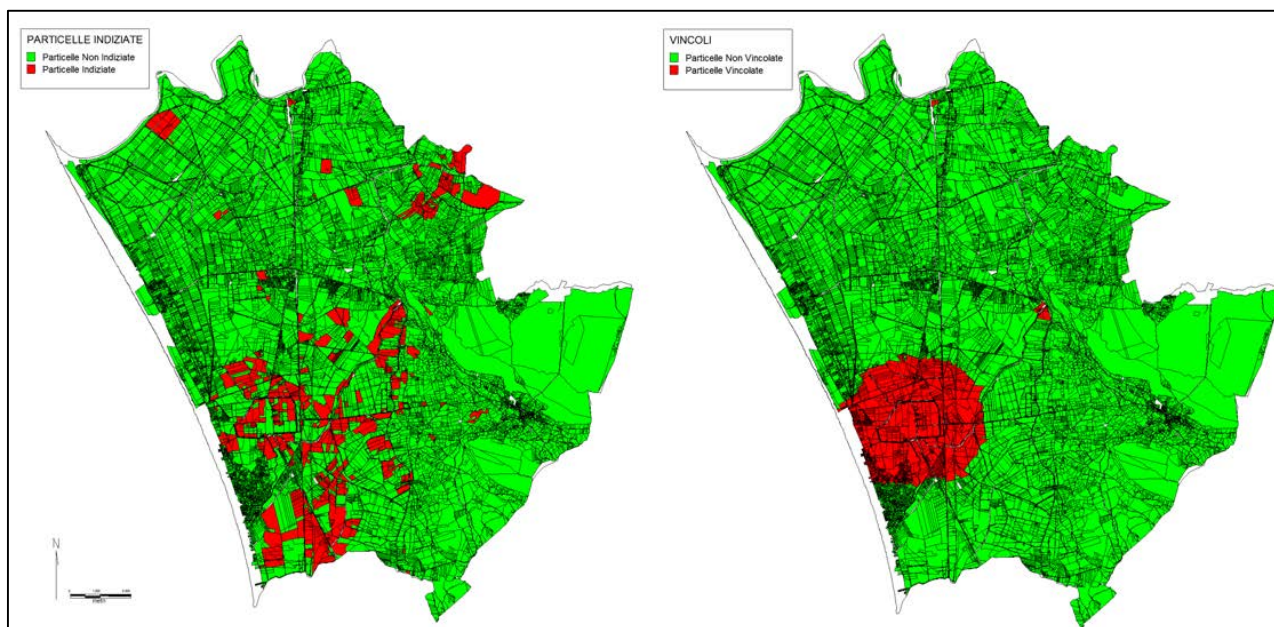 PARTICELLE INDIZIATE
Particelle Non Indiziate
Particelle Indiziate
VINCOLI
Particelle Non Vincolate
Particelle Vincolate
N